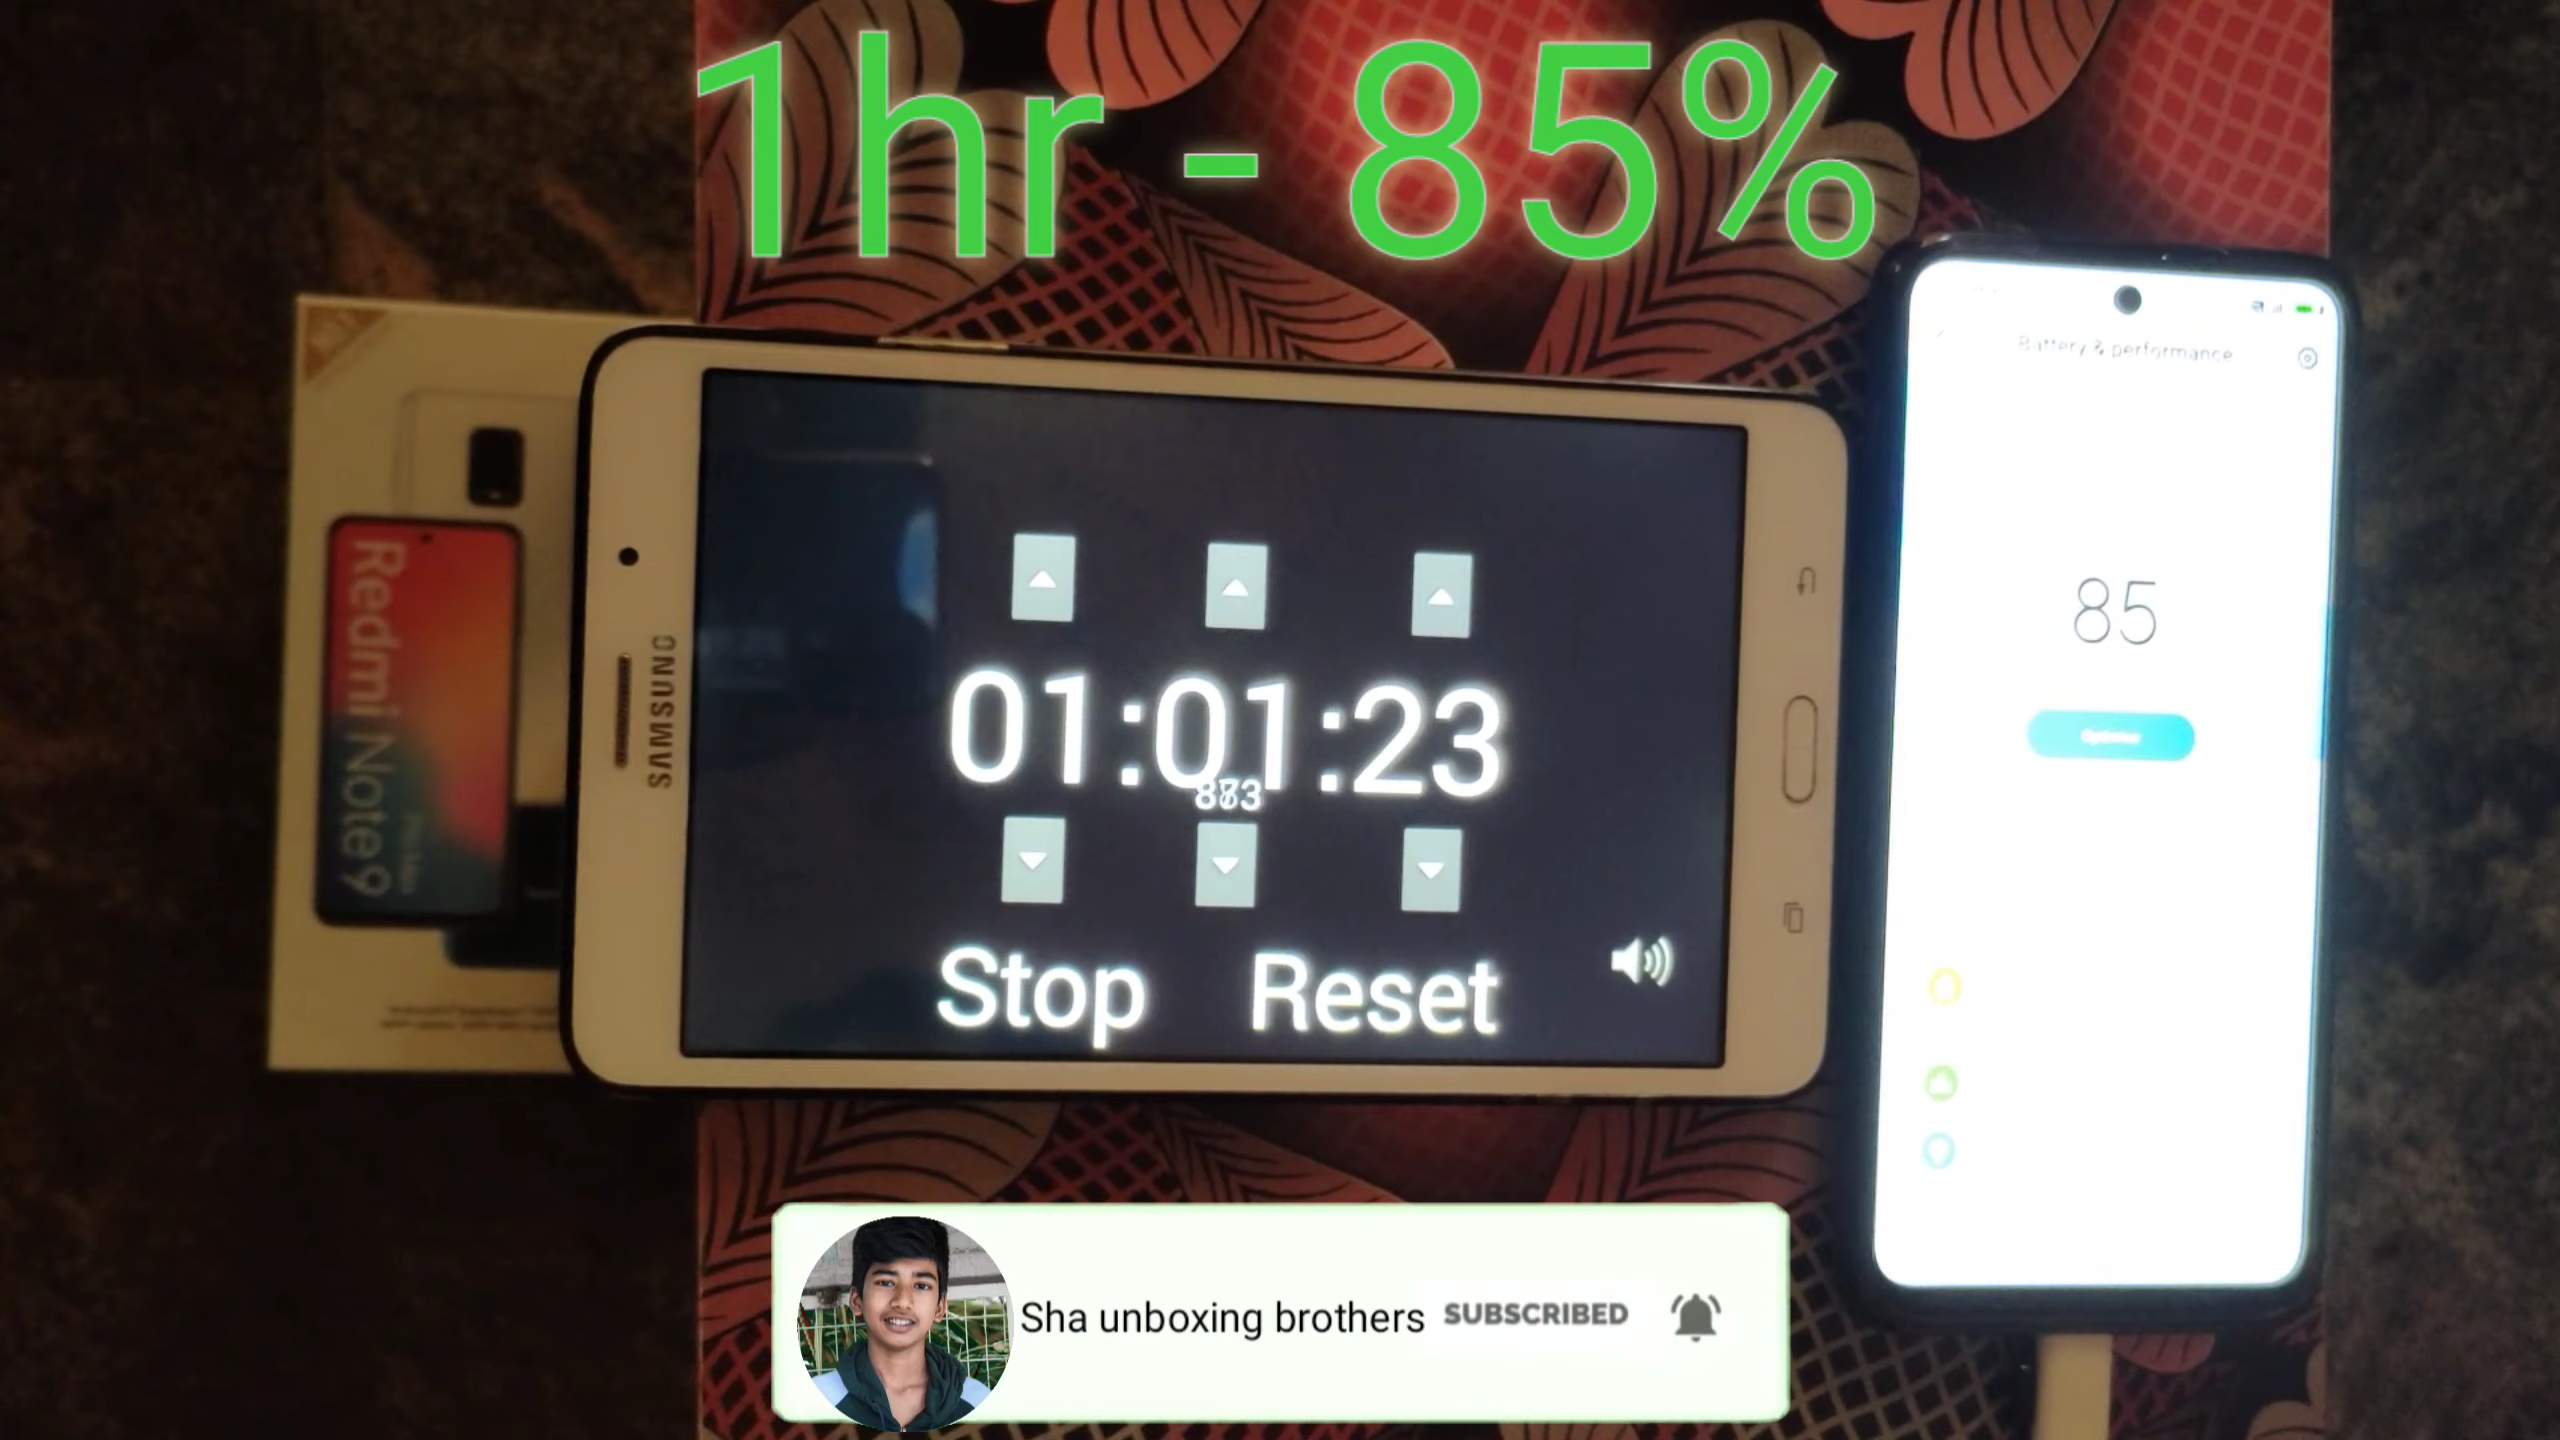 1hr - 85%
Battery & performance
SAMSUNG
Redmi Note 9
85
01:01:23
Stop Reset
Sha unboxing brothers SUBSCRIBED